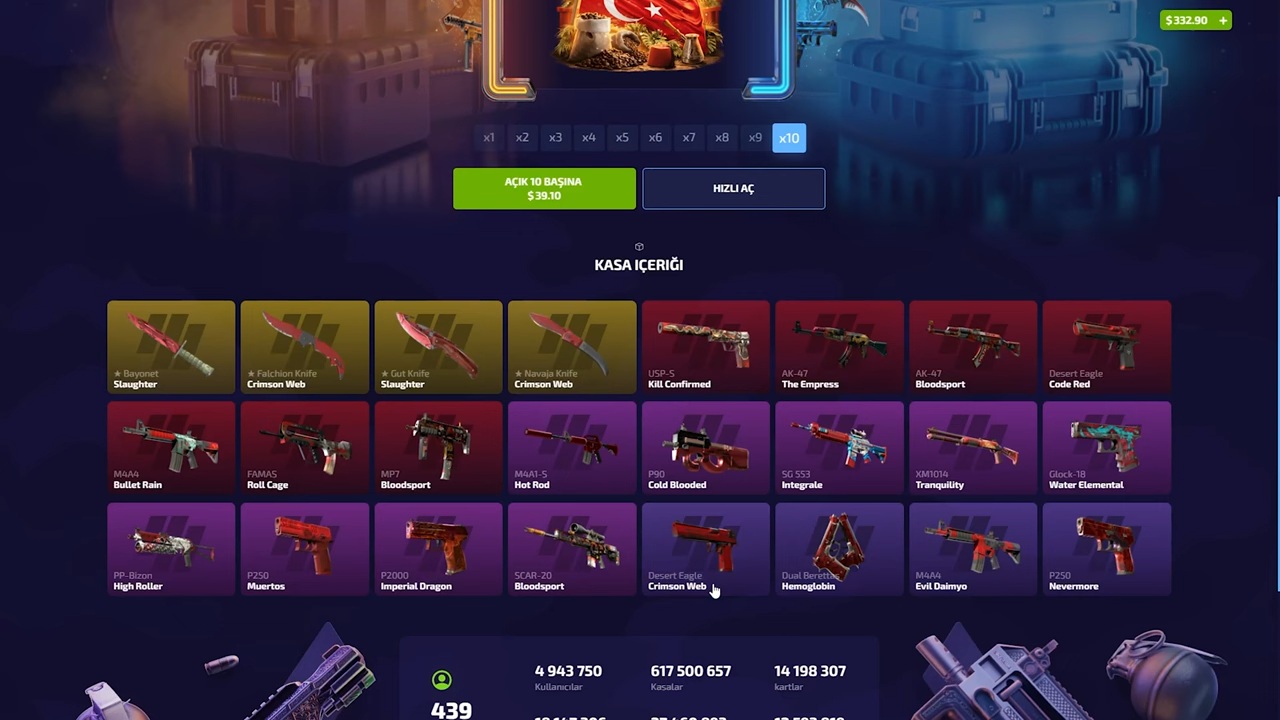 $ 332.90 +
x1 x2 x3 x4 x5 x6 x7 x8 x9 x10
AÇIK 10 BAŞINA
$ 39.10
HIZLI AÇ
KASA IÇERIĞI
★ Bayonet
Slaughter
★ Falchion Knife
Crimson Web
★ Gut Knife
Slaughter
★ Navaja Knife
Crimson Web
USP-S
Kill Confirmed
AK-47
The Empress
AK-47
Bloodsport
Desert Eagle
Code Red
M4A4
Bullet Rain
FAMAS
Roll Cage
MP7
Bloodsport
M4A1-S
Hot Rod
P90
Cold Blooded
SG 553
Integrale
XM1014
Tranquility
Glock-18
Water Elemental
PP-Bizon
High Roller
P250
Muertos
P2000
Imperial Dragon
SCAR-20
Bloodsport
Desert Eagle
Crimson Web
Dual Berettas
Hemoglobin
M4A4
Evil Daimyo
P250
Nevermore
439
4 943 750
Kullanıcılar
617 500 657
Kasalar
14 198 307
kartlar